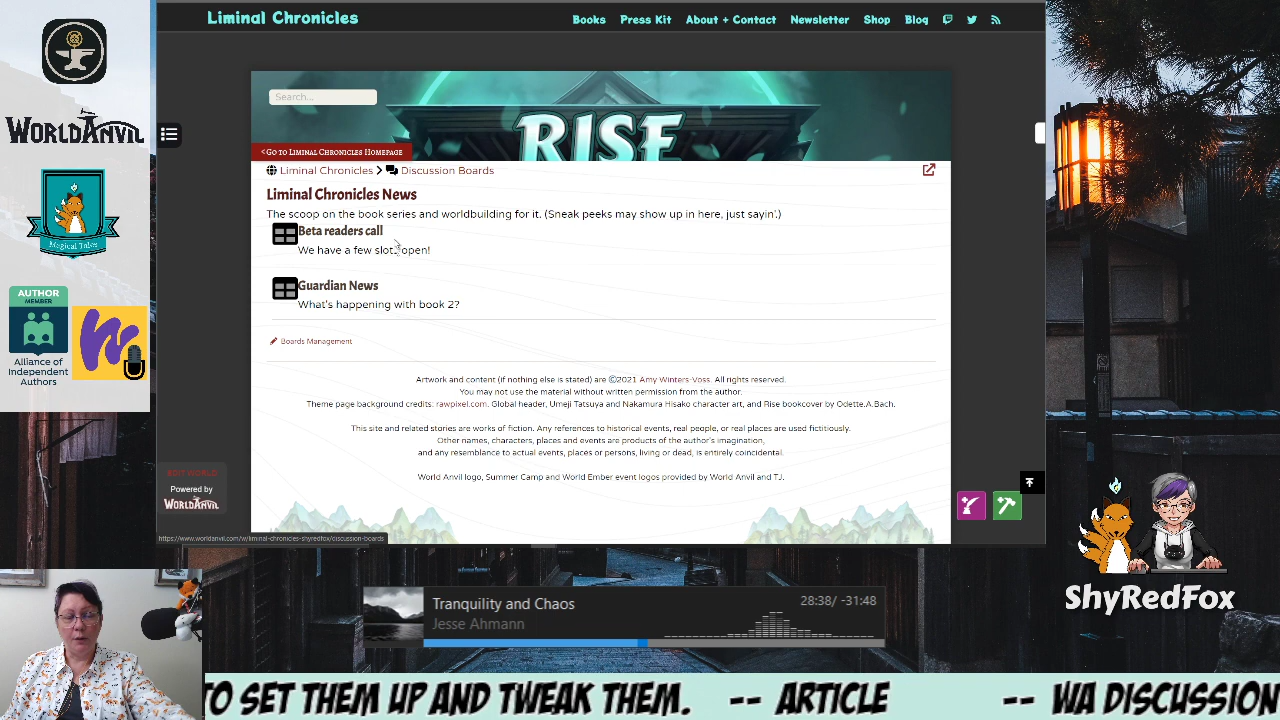 Liminal Chronicles
Books Press Kit About + Contact Newsletter Shop Blog
Search...
RISE
< Go to Liminal Chronicles Homepage
Liminal Chronicles > Discussion Boards
Liminal Chronicles News
The scoop on the book series and worldbuilding for it. (Sneak peeks may show up in here, just sayin'.)
Beta readers call
We have a few slots open!
Guardian News
What's happening with book 2?
Boards Management
Artwork and content (if nothing else is stated) are ©2021 Amy Winters-Voss. All rights reserved.
You may not use the material without written permission from the author.
Theme page background credits: rawpixel.com. Global header, Umeji Tatsuya and Nakamura Hisako character art, and Rise bookcover by Odette.A.Bach.
This site and related stories are works of fiction. Any references to historical events, real people, or real places are used fictitiously.
Other names, characters, places and events are products of the author's imagination,
and any resemblance to actual events, places or persons, living or dead, is entirely coincidental.
World Anvil logo, Summer Camp and World Ember event logos provided by World Anvil and TJ.
EDIT WORLD
Powered by
WORLDANVIL
https://www.worldanvil.com/w/liminal-chronicles-shyredfox/discussion-boards
WORLDANVIL
Magical Tales
AUTHOR
MEMBER
Alliance of
Independent
Authors
Tranquility and Chaos
Jesse Ahmann
28:38/ -31:48
ShyRedFox
TO SET THEM UP AND TWEAK THEM. -- ARTICLE -- WA DISCUSSION